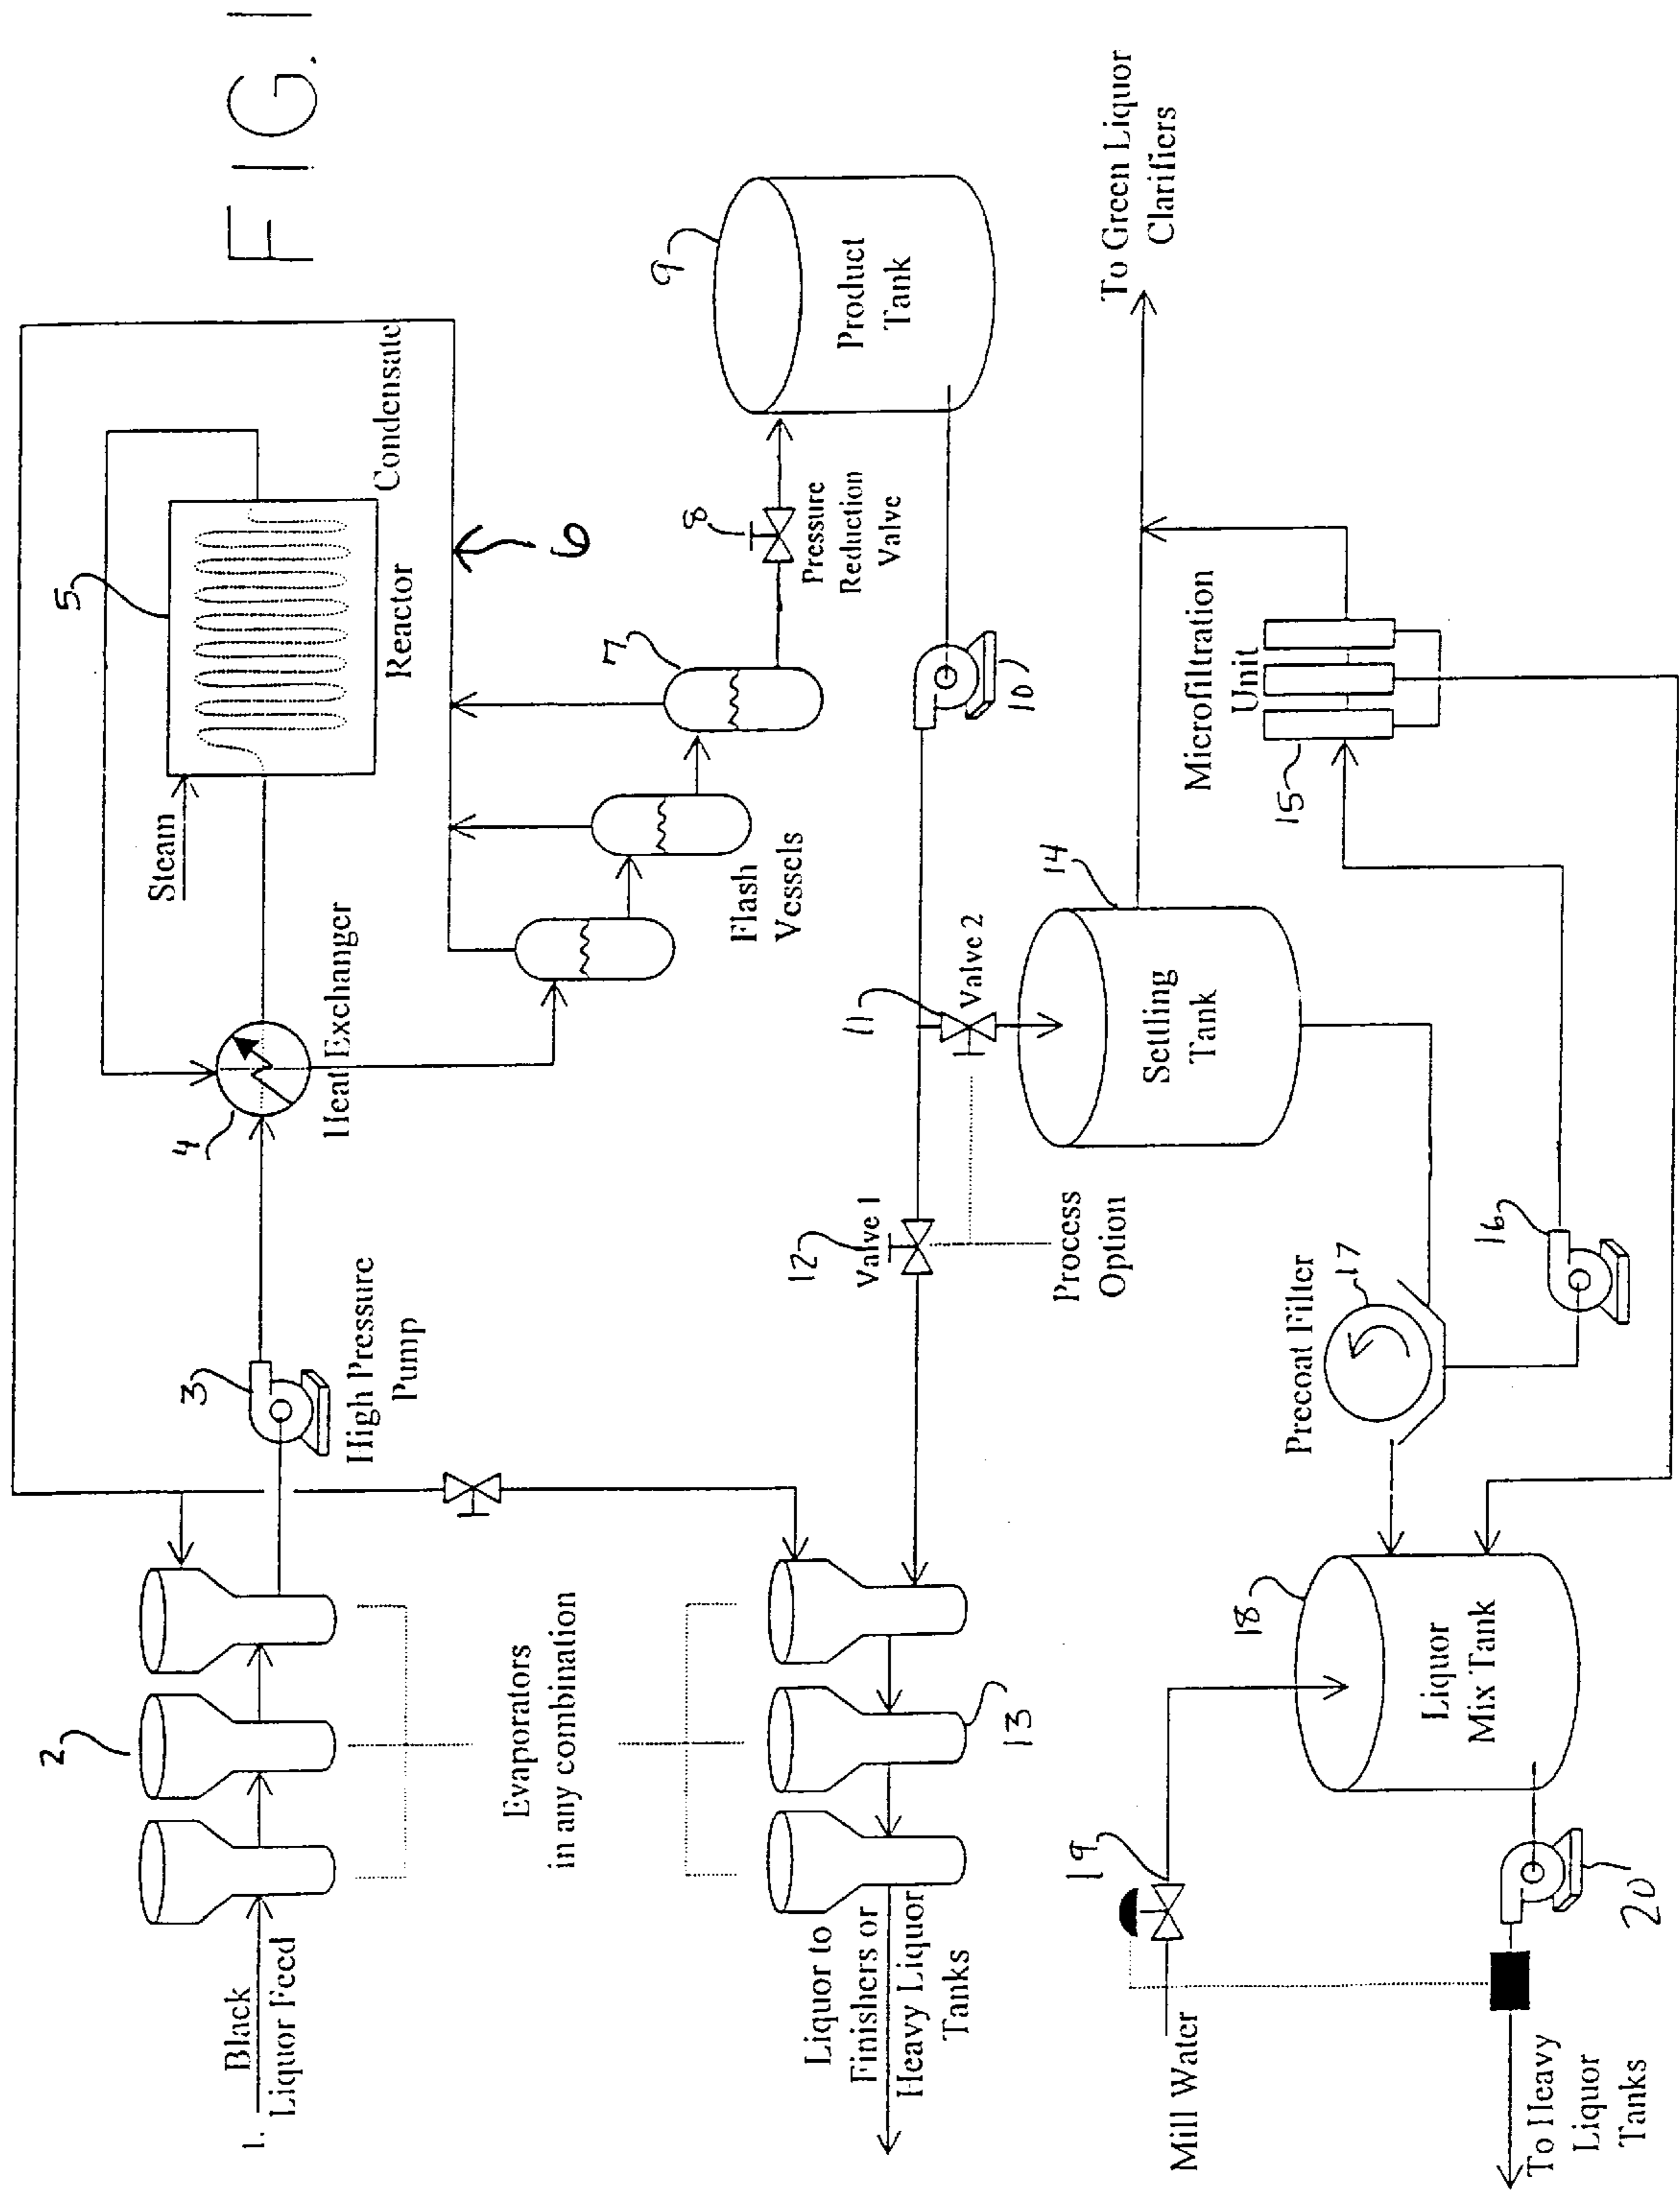 FIG. 1
1.
Black
Liquor Feed
2
3
High Pressure
Pump
4
Heat Exchanger
Steam
5
Reactor
Condensate
6
Flash
Vessels
7
8
Pressure
Reduction
Valve
9
Product
Tank
10
Evaporators
in any combination
Liquor to
Finishers or
Heavy Liquor
Tanks
13
12
Valve 1
Process
Option
11
Valve 2
14
Settling
Tank
To Green Liquor
Clarifiers
Microfiltration
Unit
15
16
Precoat Filter
17
18
Liquor
Mix Tank
19
Mill Water
20
To Heavy
Liquor
Tanks